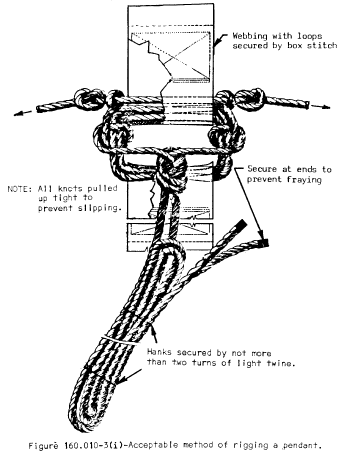 Webbing with loops
secured by box stitch
Secure at ends to
prevent fraying
NOTE: All knots pulled
up tight to
prevent slipping.
Hanks secured by not more
than two turns of light twine.
Figure 160.010-3(i)-Acceptable method of rigging a pendant.